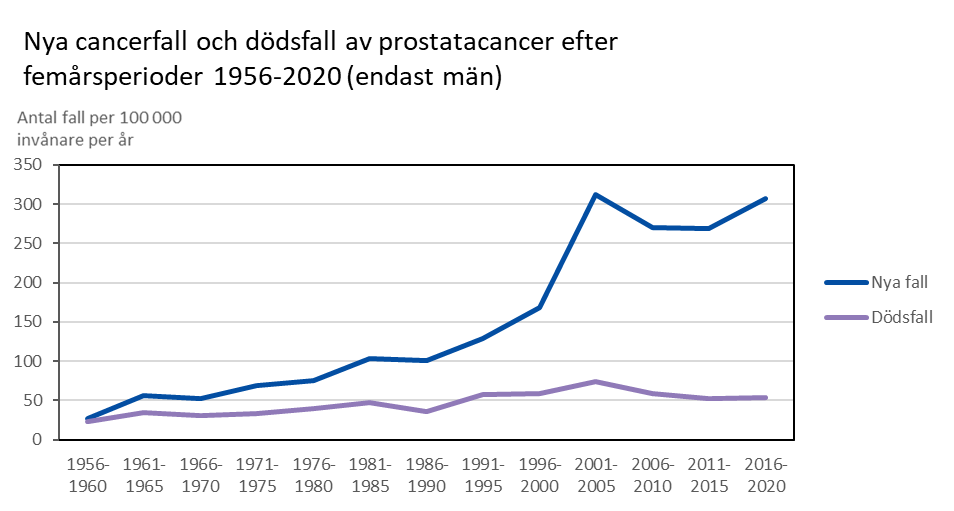 Nya cancerfall och dödsfall av prostatacancer efter
femårsperioder 1956-2020 (endast män)
Antal fall per 100 000
invånare per år
350
300
250
200
150
100
50
0
1956- 1961- 1966- 1971- 1976- 1981- 1986- 1991- 1996- 2001- 2006- 2011- 2016-
1960 1965 1970 1975 1980 1985 1990 1995 2000 2005 2010 2015 2020
Nya fall
Dödsfall